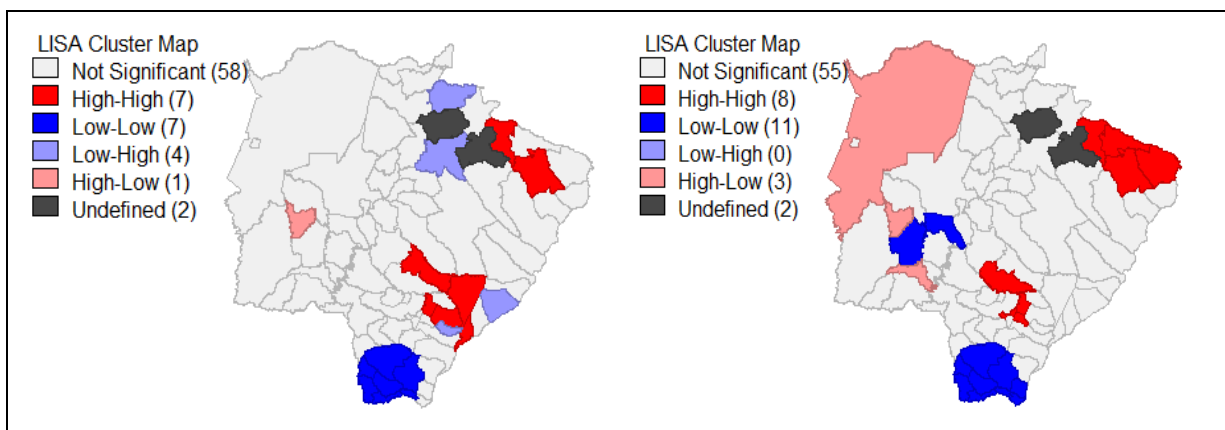 LISA Cluster Map
Not Significant (58)
High-High (7)
Low-Low (7)
Low-High (4)
High-Low (1)
Undefined (2)
LISA Cluster Map
Not Significant (55)
High-High (8)
Low-Low (11)
Low-High (0)
High-Low (3)
Undefined (2)